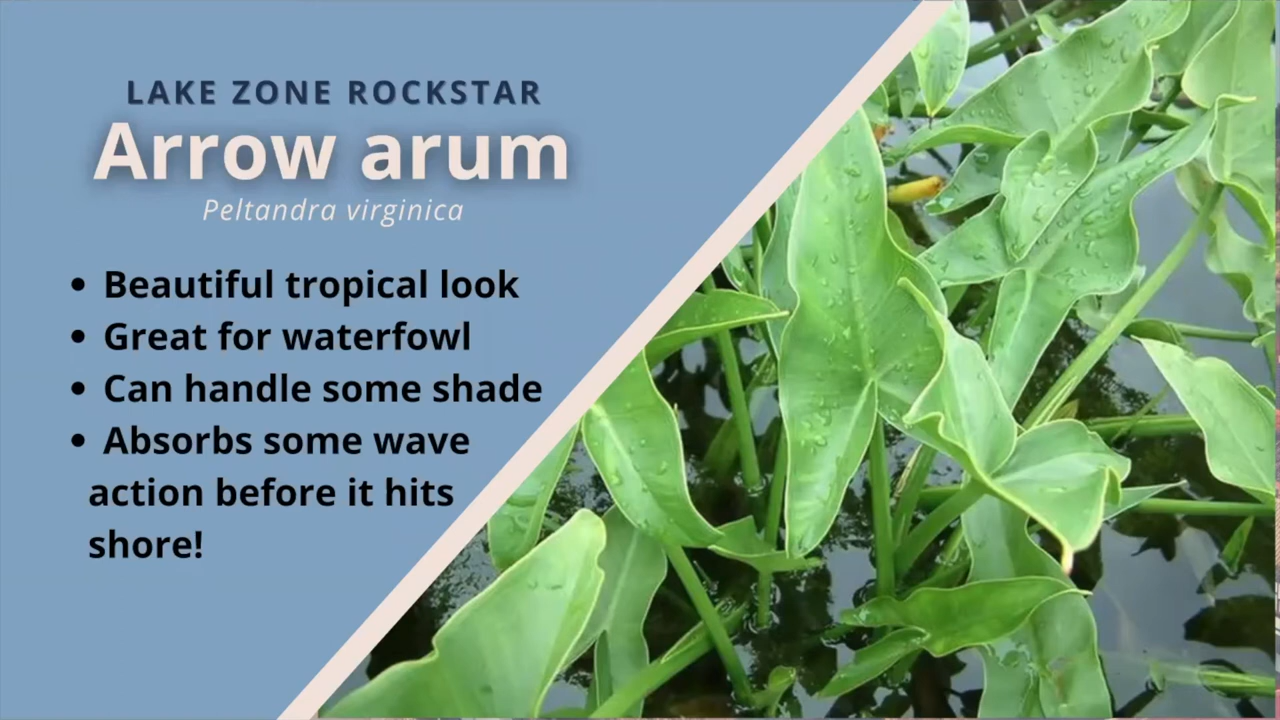 LAKE ZONE ROCKSTAR
Arrow arum
Peltandra virginica
• Beautiful tropical look
• Great for waterfowl
• Can handle some shade
• Absorbs some wave
action before it hits
shore!